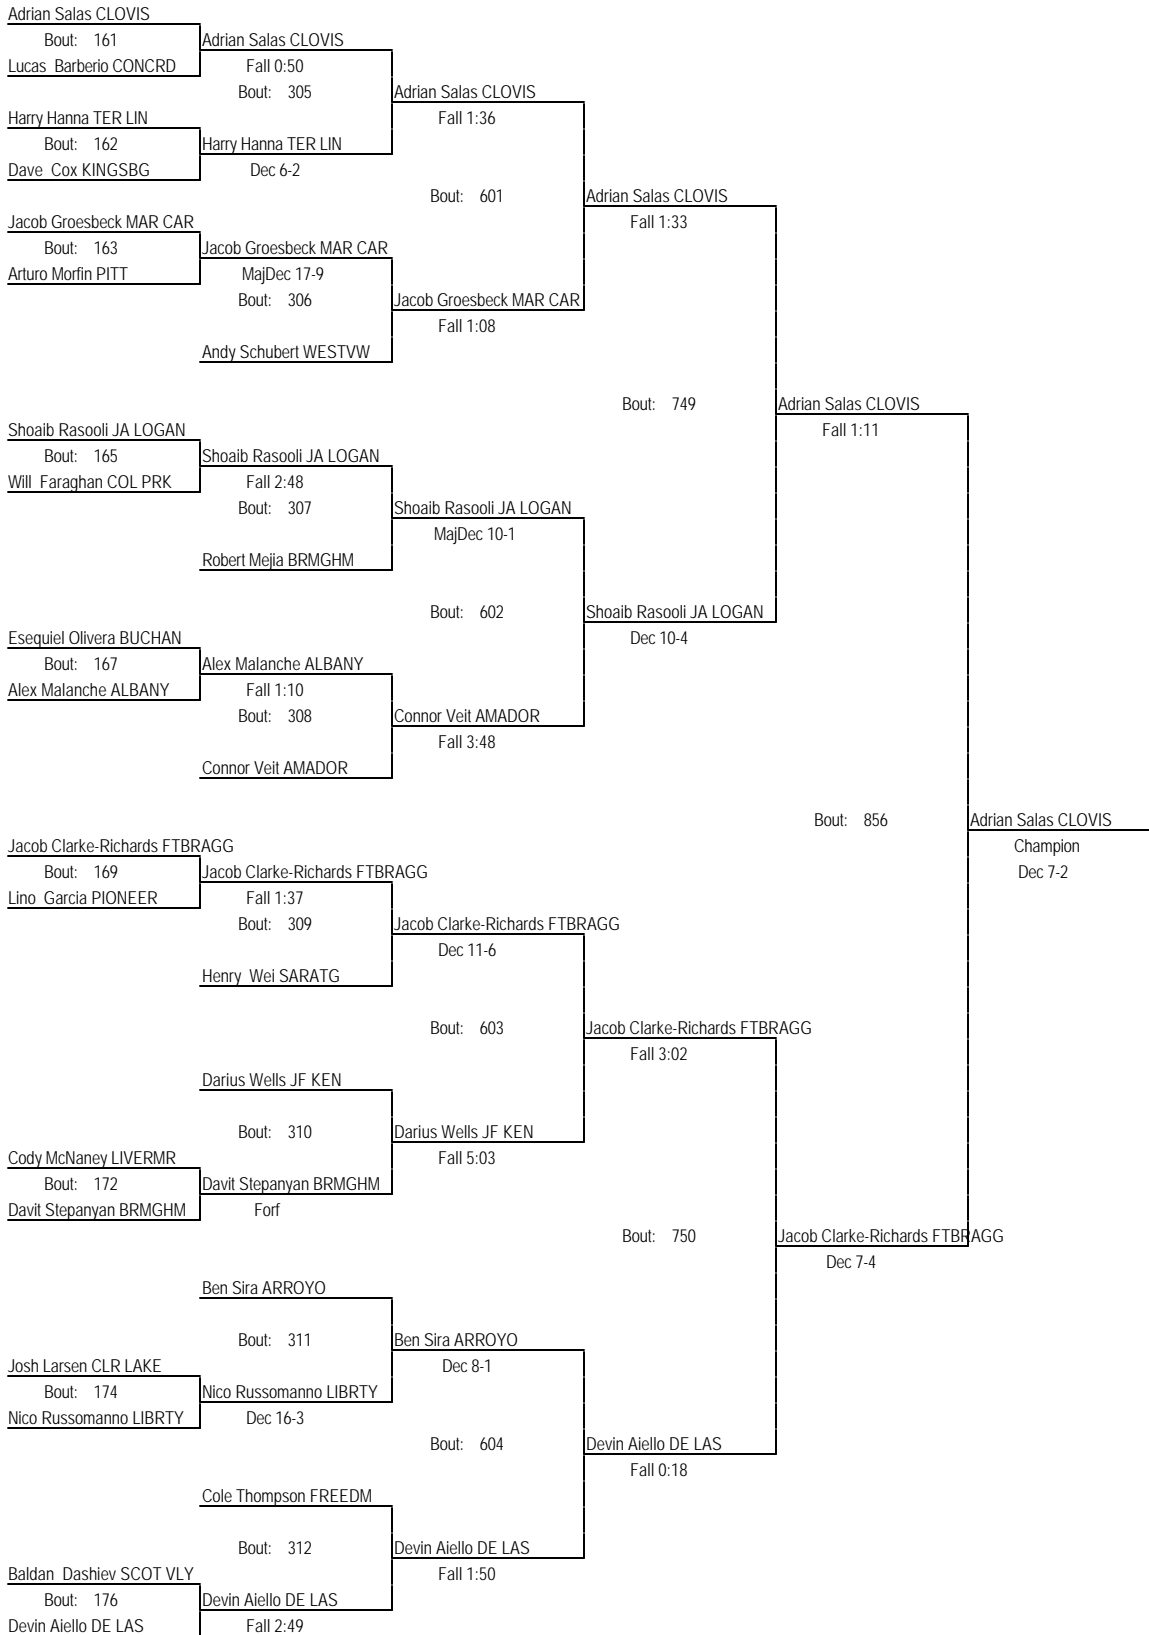 Adrian Salas CLOVIS
Bout: 161
Adrian Salas CLOVIS
Lucas Barberio CONCRD
Fall 0:50
Bout: 305
Adrian Salas CLOVIS
Harry Hanna TER LIN
Fall 1:36
Bout: 162
Harry Hanna TER LIN
Dave Cox KINGSBG
Dec 6-2
Bout: 601
Adrian Salas CLOVIS
Jacob Groesbeck MAR CAR
Fall 1:33
Bout: 163
Jacob Groesbeck MAR CAR
Arturo Morfin PITT
MajDec 17-9
Bout: 306
Jacob Groesbeck MAR CAR
Fall 1:08
Andy Schubert WESTVW
Bout: 749
Adrian Salas CLOVIS
Shoaib Rasooli JA LOGAN
Fall 1:11
Bout: 165
Shoaib Rasooli JA LOGAN
Will Faraghan COL PRK
Fall 2:48
Bout: 307
Shoaib Rasooli JA LOGAN
MajDec 10-1
Robert Mejia BRMGHM
Bout: 602
Shoaib Rasooli JA LOGAN
Esequiel Olivera BUCHAN
Dec 10-4
Bout: 167
Alex Malanche ALBANY
Alex Malanche ALBANY
Fall 1:10
Bout: 308
Connor Veit AMADOR
Fall 3:48
Connor Veit AMADOR
Bout: 856
Adrian Salas CLOVIS
Jacob Clarke-Richards FTBRAGG
Champion
Bout: 169
Jacob Clarke-Richards FTBRAGG
Dec 7-2
Lino Garcia PIONEER
Fall 1:37
Bout: 309
Jacob Clarke-Richards FTBRAGG
Dec 11-6
Henry Wei SARATG
Bout: 603
Jacob Clarke-Richards FTBRAGG
Fall 3:02
Darius Wells JF KEN
Bout: 310
Darius Wells JF KEN
Cody McNaney LIVERMR
Fall 5:03
Bout: 172
Davit Stepanyan BRMGHM
Davit Stepanyan BRMGHM
Forf
Bout: 750
Jacob Clarke-Richards FTBRAGG
Dec 7-4
Ben Sira ARROYO
Bout: 311
Ben Sira ARROYO
Josh Larsen CLR LAKE
Dec 8-1
Bout: 174
Nico Russomanno LIBRTY
Nico Russomanno LIBRTY
Dec 16-3
Bout: 604
Devin Aiello DE LAS
Fall 0:18
Cole Thompson FREEDM
Bout: 312
Devin Aiello DE LAS
Baldan Dashiev SCOT VLY
Fall 1:50
Bout: 176
Devin Aiello DE LAS
Devin Aiello DE LAS
Fall 2:49